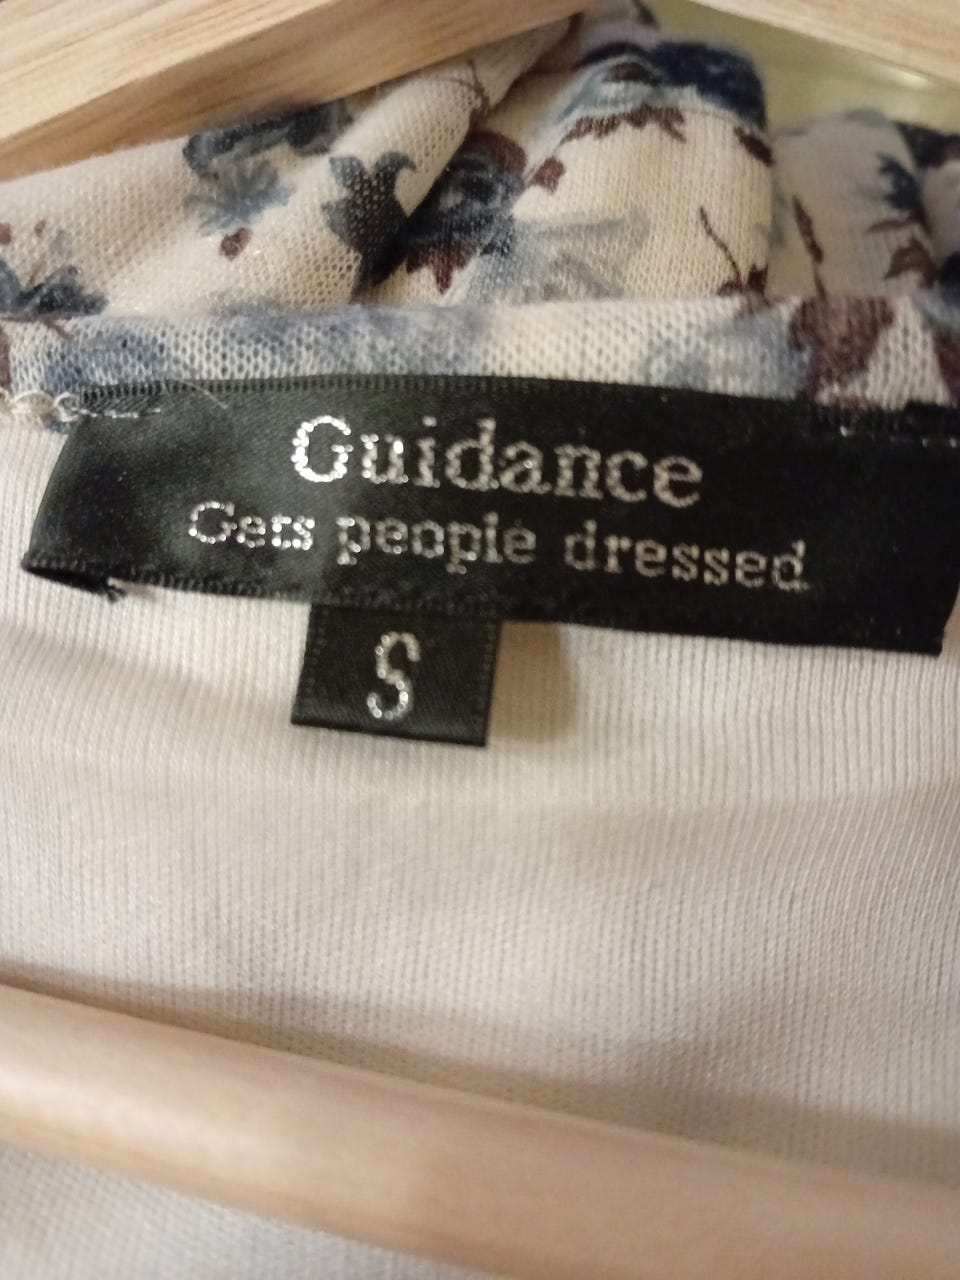 Guidance
Gets people dressed
S